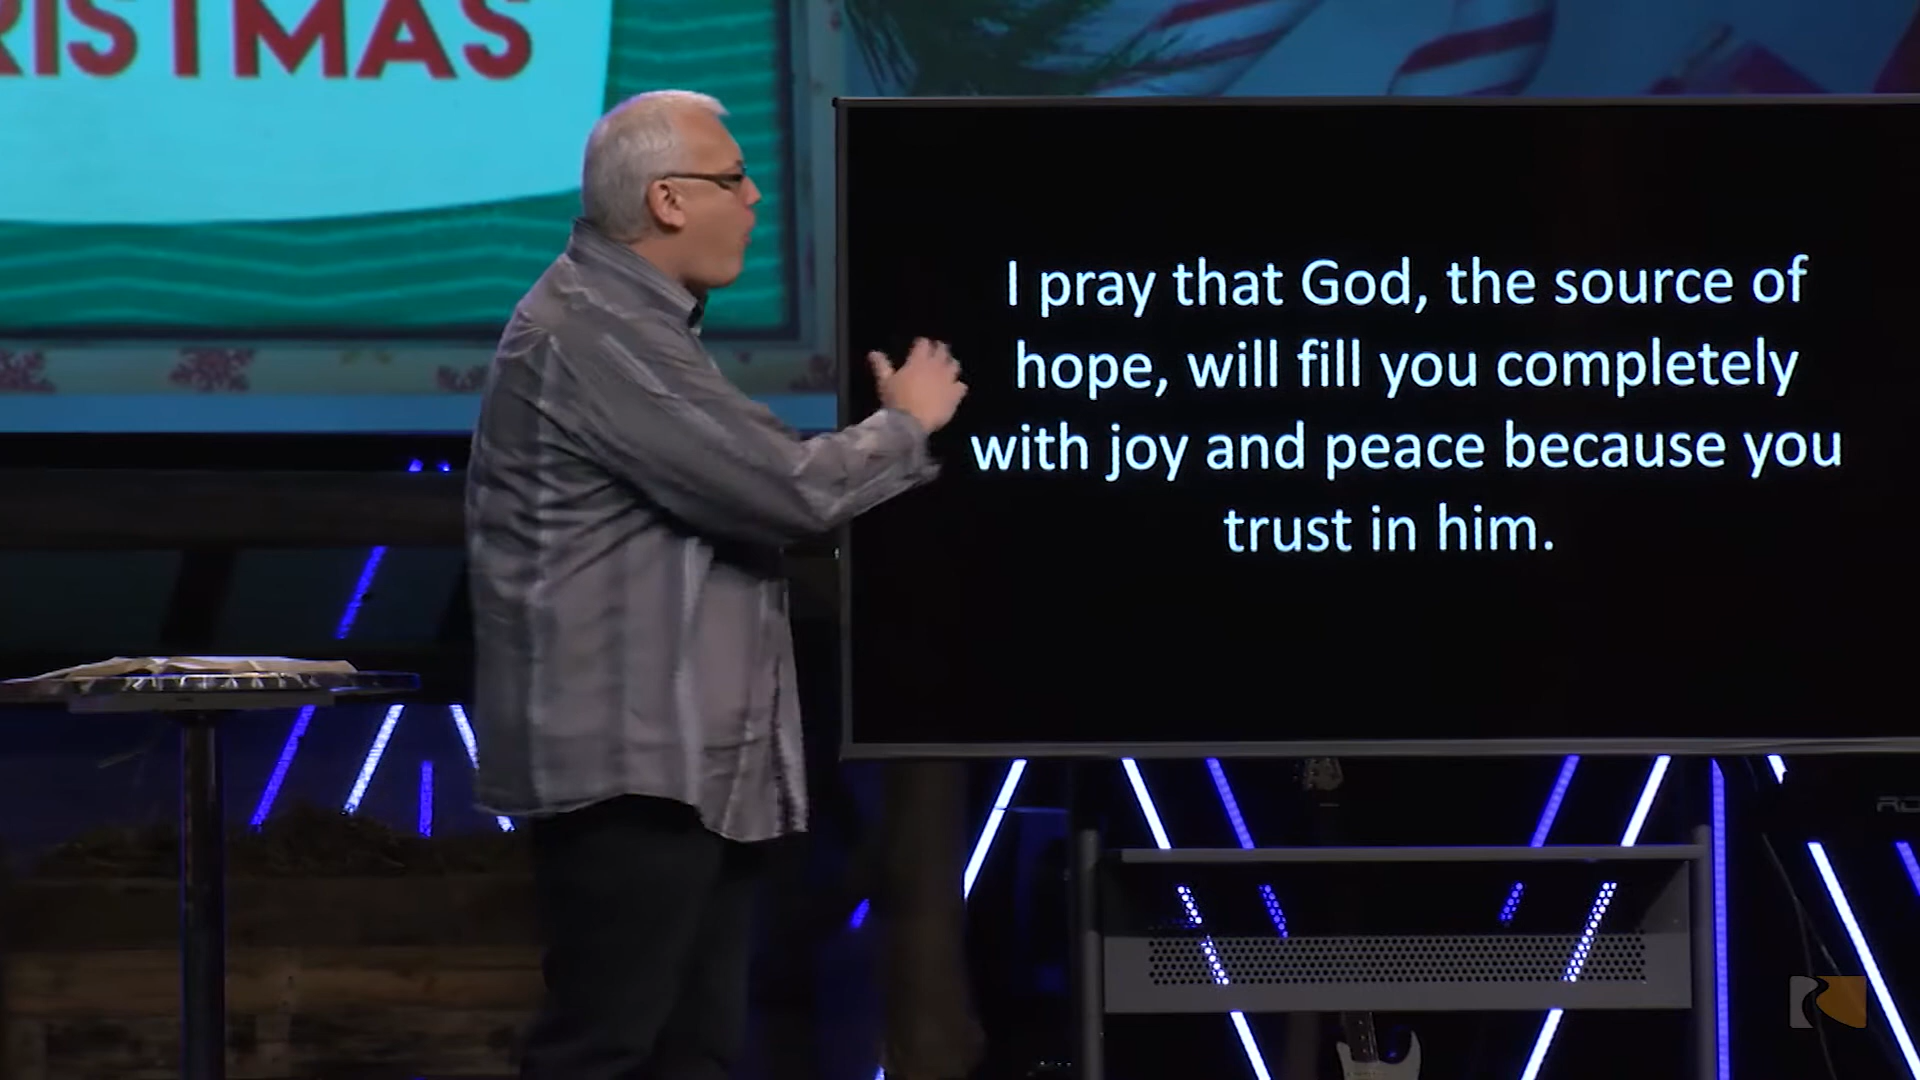 RISTMAS
I pray that God, the source of
hope, will fill you completely
with joy and peace because you
trust in him.